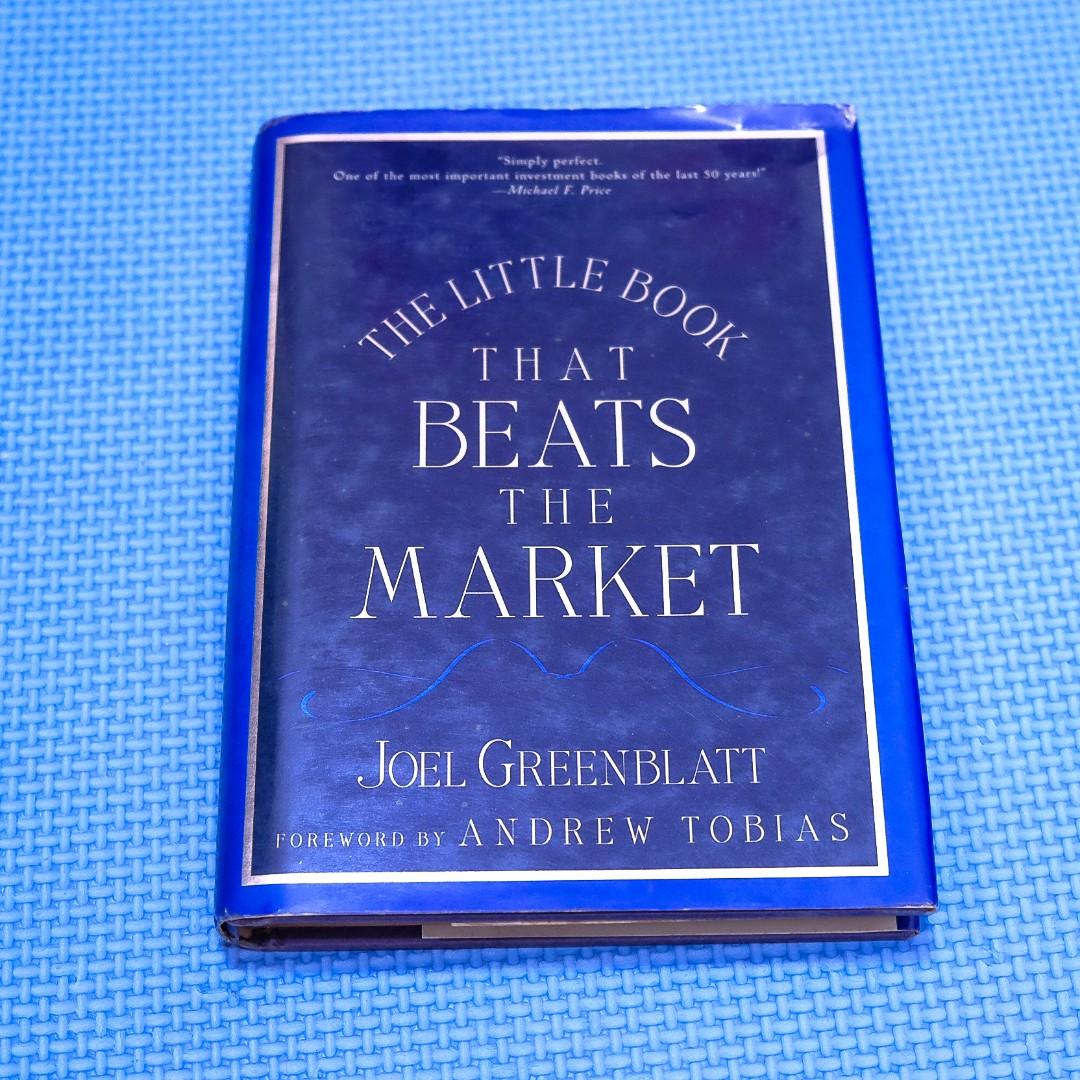 "Simply perfect.
One of the most important investment books of the last 50 years!"
—Michael F. Price
THE LITTLE BOOK
THAT
BEATS
THE
MARKET
JOEL GREENBLATT
FOREWORD BY ANDREW TOBIAS